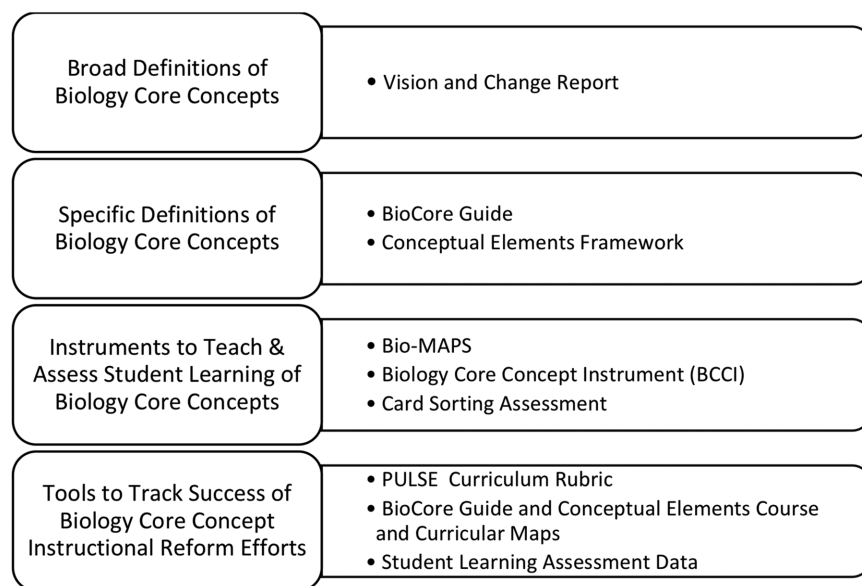 Broad Definitions of
Biology Core Concepts
• Vision and Change Report
Specific Definitions of
Biology Core Concepts
• BioCore Guide
• Conceptual Elements Framework
Instruments to Teach &
Assess Student Learning of
Biology Core Concepts
• Bio-MAPS
• Biology Core Concept Instrument (BCCI)
• Card Sorting Assessment
Tools to Track Success of
Biology Core Concept
Instructional Reform Efforts
• PULSE Curriculum Rubric
• BioCore Guide and Conceptual Elements Course
and Curricular Maps
• Student Learning Assessment Data